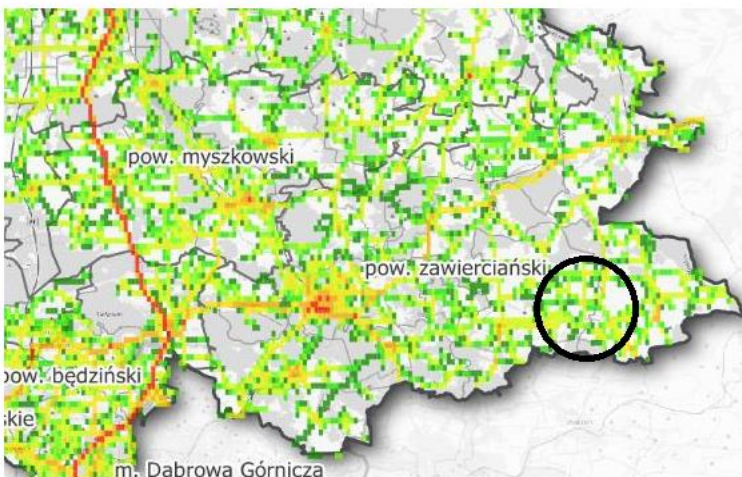 pow. myszkowski
pow. zawierciański
pow. będziński
skie
m. Dąbrowa Górnicza